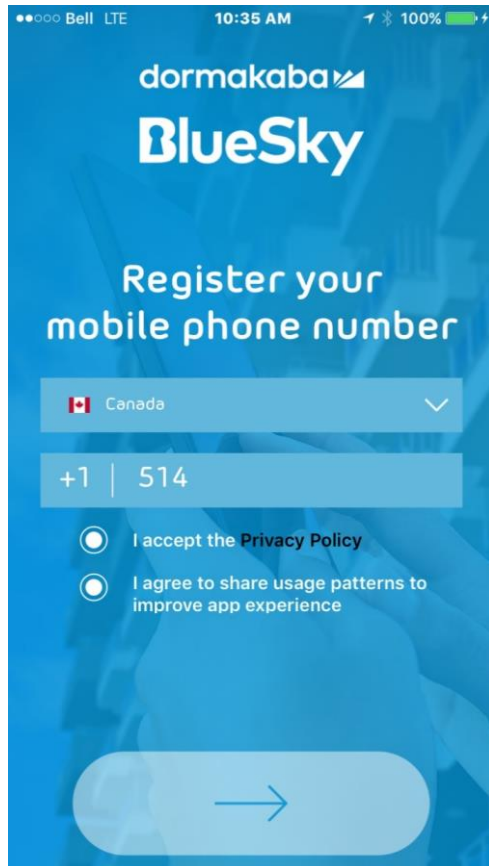 Bell LTE 10:35 AM 100%
dormakaba
BlueSky
Register your
mobile phone number
Canada
+1 | 514
I accept the Privacy Policy
I agree to share usage patterns to
improve app experience